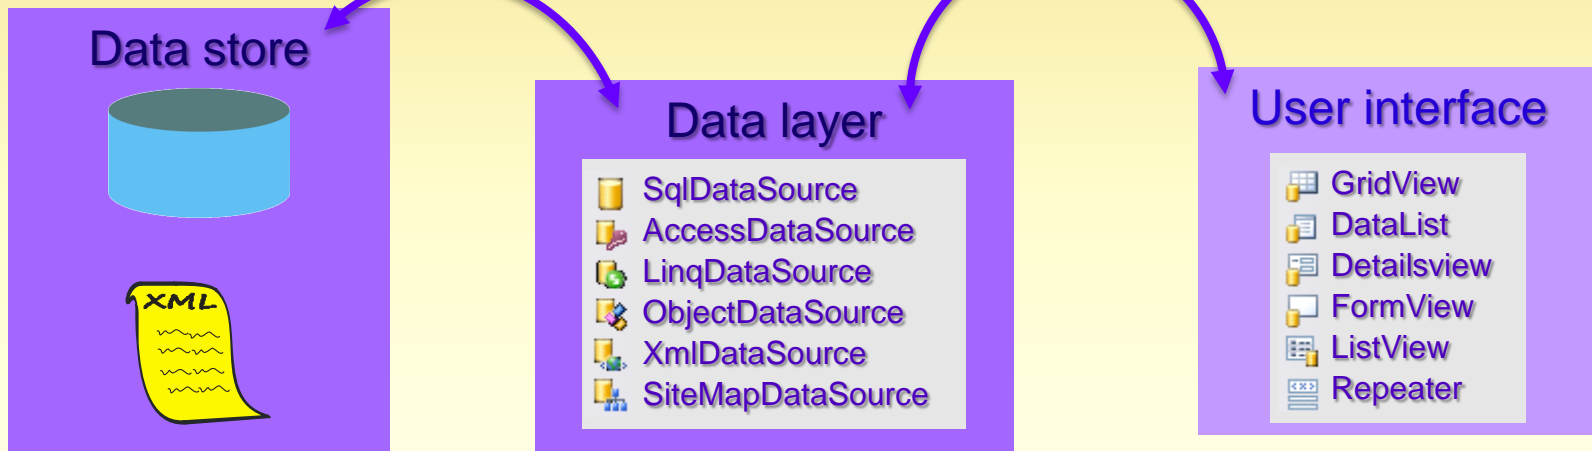 Data store
XML
Data layer
SqlDataSource
AccessDataSource
LinqDataSource
ObjectDataSource
XmlDataSource
SiteMapDataSource
User interface
GridView
DataList
Detailsview
FormView
ListView
Repeater